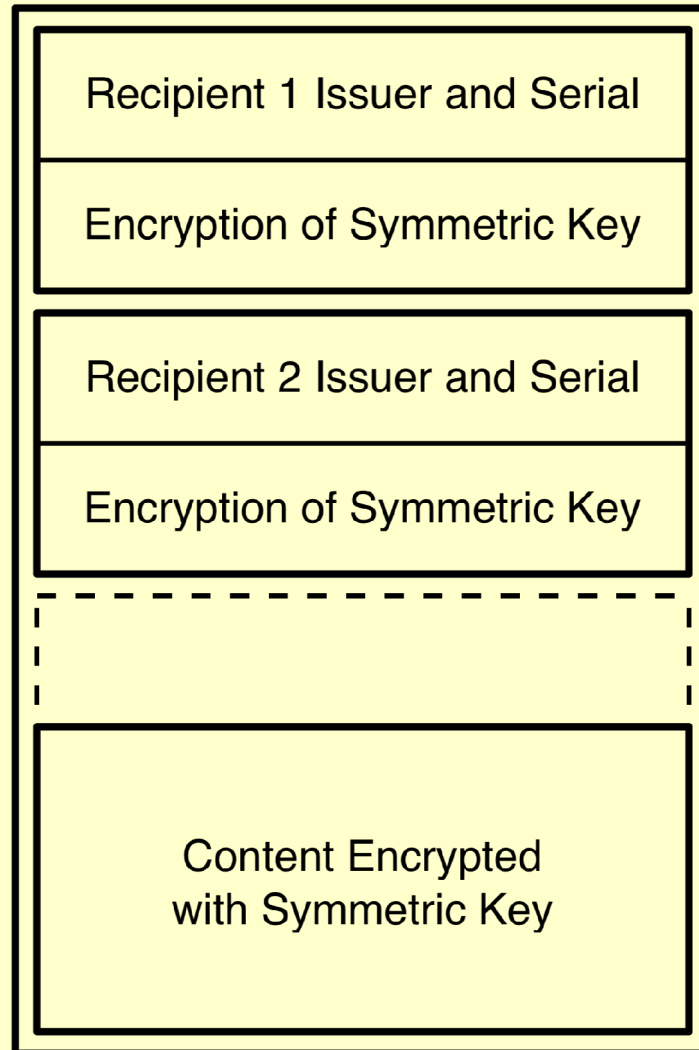 Recipient 1 Issuer and Serial
Encryption of Symmetric Key
Recipient 2 Issuer and Serial
Encryption of Symmetric Key
Content Encrypted
with Symmetric Key